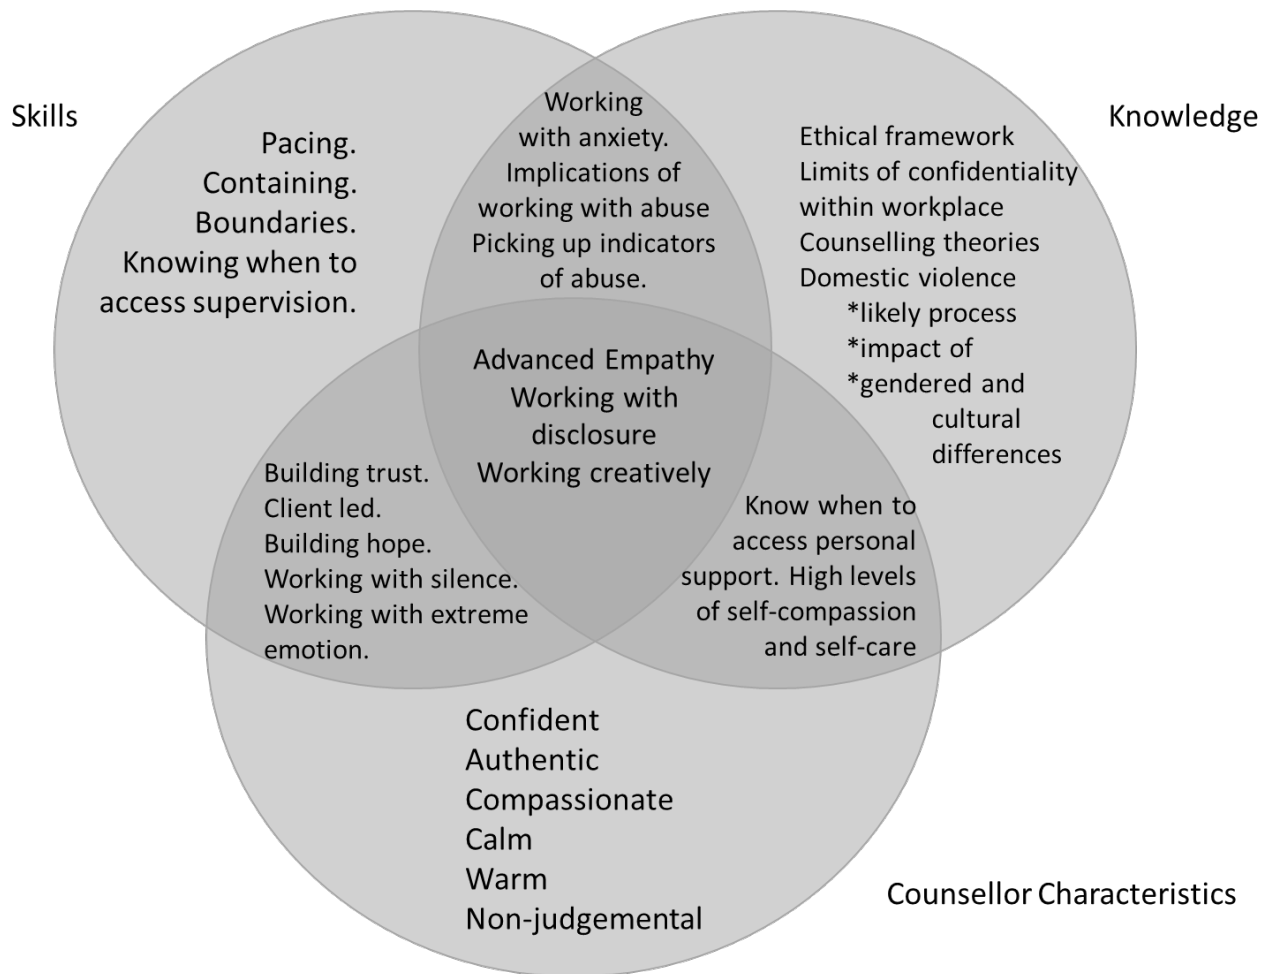 Skills
Pacing.
Containing.
Boundaries.
Knowing when to
access supervision.
Working
with anxiety.
Implications of
working with abuse
Picking up indicators
of abuse.
Knowledge
Ethical framework
Limits of confidentiality
within workplace
Counselling theories
Domestic violence
*likely process
*impact of
*gendered and
cultural
differences
Advanced Empathy
Working with
disclosure
Working creatively
Building trust.
Client led.
Building hope.
Working with silence.
Working with extreme
emotion.
Know when to
access personal
support. High levels
of self-compassion
and self-care
Confident
Authentic
Compassionate
Calm
Warm
Non-judgemental
Counsellor Characteristics